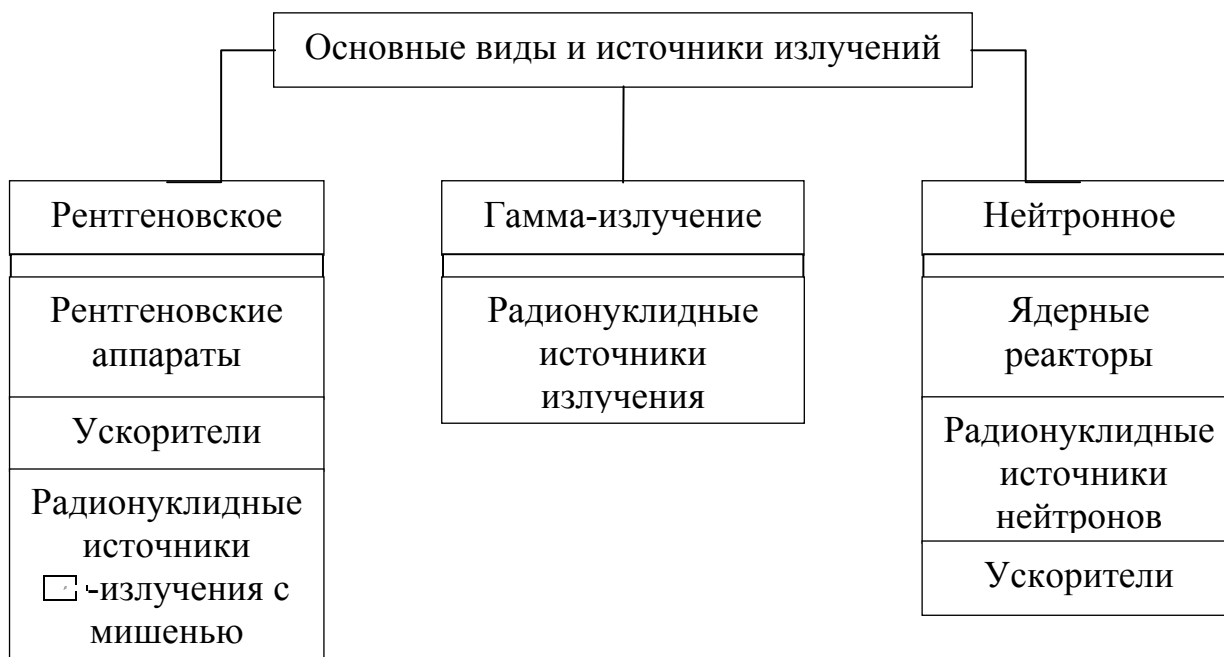 Основные виды и источники излучений
Рентгеновское
Рентгеновские
аппараты
Ускорители
Радионуклидные
источники
-излучения с
мишенью
Гамма-излучение
Радионуклидные
источники
излучения
Нейтронное
Ядерные
реакторы
Радионуклидные
источники
нейтронов
Ускорители